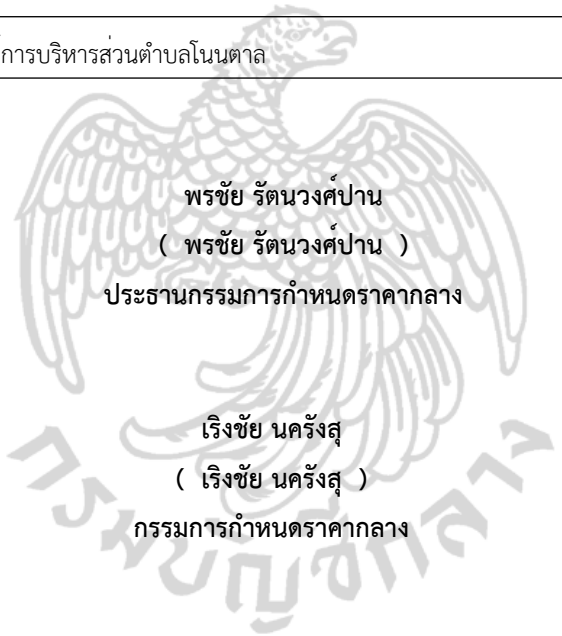 การบริหารส่วนตำบลโนนตาล
พรชัย รัตนวงศ์ปาน
( พรชัย รัตนวงศ์ปาน )
ประธานกรรมการกำหนดราคากลาง
เริงชัย นครังสุ
( เริงชัย นครังสุ )
กรรมการกำหนดราคากลาง
กรมบัญชีกลาง